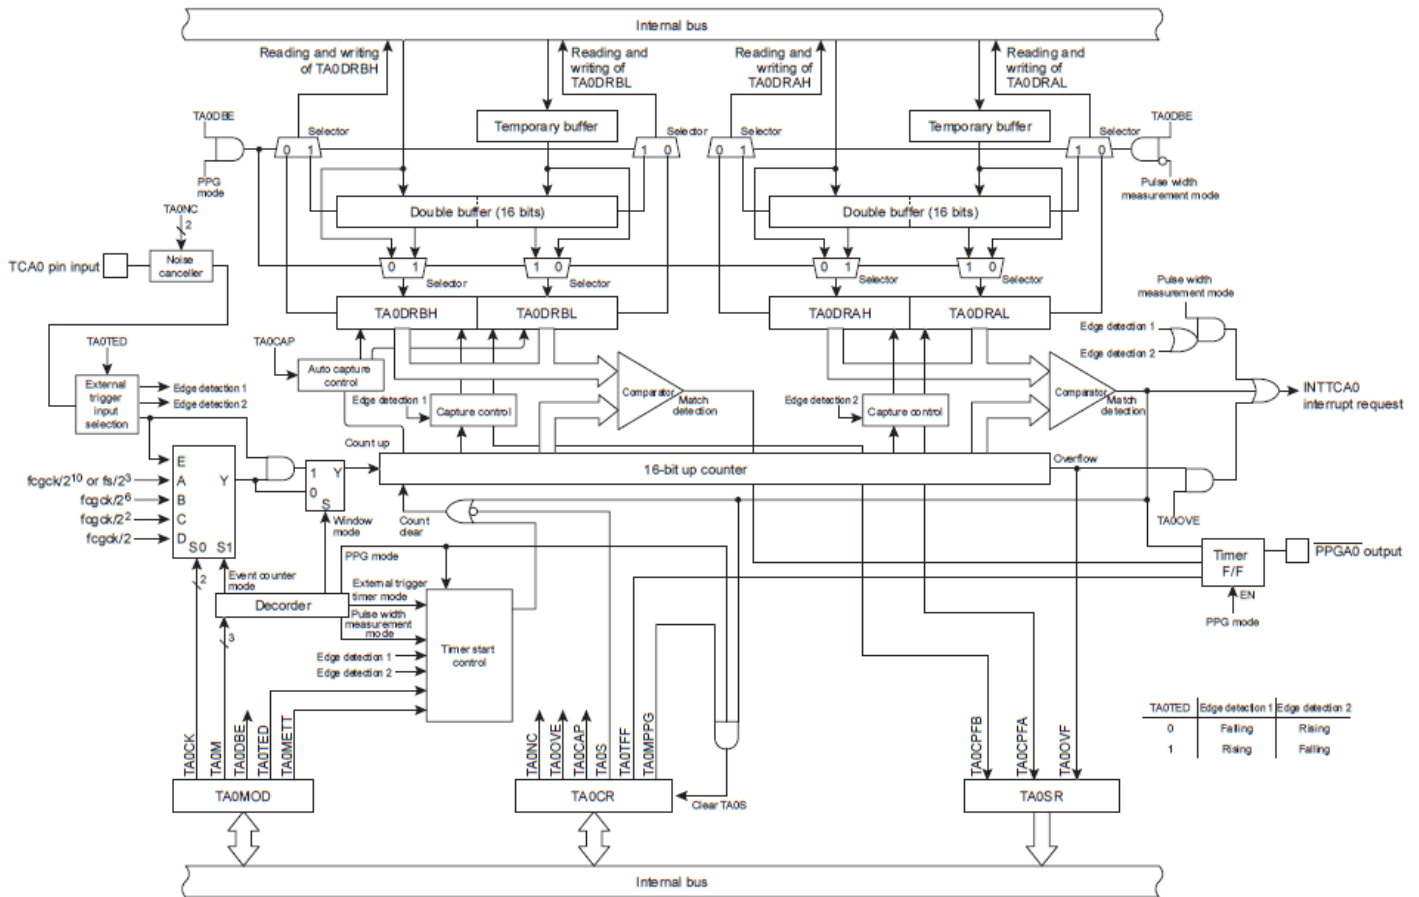 Internal bus
Reading and writing
of TA0DRBH
Reading and
writing of
TA0DRBL
Reading and
writing of
TA0DRAH
Reading and
writing of
TA0DRAL
TA0DBE
Selector
Temporary buffer
Selector
Selector
Temporary buffer
Selector
TA0DBE
0 1
1 0
0 1
1 0
PPG
mode
Pulse width
measurement mode
TA0NC
2
Double buffer (16 bits)
Double buffer (16 bits)
TCA0 pin input
Noise
canceller
0 1
1 0
0 1
1 0
Selector
Selector
Selector
Selector
Pulse width
measurement mode
TA0DRBH
TA0DRBL
TA0DRAH
TA0DRAL
Edge detection 1
Edge detection 2
TA0TED
TA0CAP
Auto capture
control
External
trigger
input
selection
Edge detection 1
Edge detection 2
Edge detection 1
Capture control
Comparator
Match
detection
Edge detection 2
Capture control
Comparator
Match
detection
INTTCA0
interrupt request
Count up
16-bit up counter
Overflow
E
fcgck/2^10 or fs/2^3
A
Y
fcgck/2^6
B
fcgck/2^2
C
fcgck/2
D
S0 S1
1 Y
0
S
Window
mode
Count
clear
TA0OVE
PPG mode
Timer
F/F
PPGA0 output
EN
PPG mode
2
Event counter
mode
External trigger
timer mode
Decorder
Pulse width
measurement
mode
3
Timer start
control
Edge detection 1
Edge detection 2
TA0CK
TA0M
TA0DBE
TA0TED
TA0METT
TA0NC
TA0OVE
TA0CAP
TA0S
TA0TFF
TA0MPPG
TA0CPFB
TA0CPFA
TA0OVF
TA0TED Edge detection 1 Edge detection 2
0 Falling Rising
1 Rising Falling
TA0MOD
TA0CR
Clear TA0S
TA0SR
Internal bus